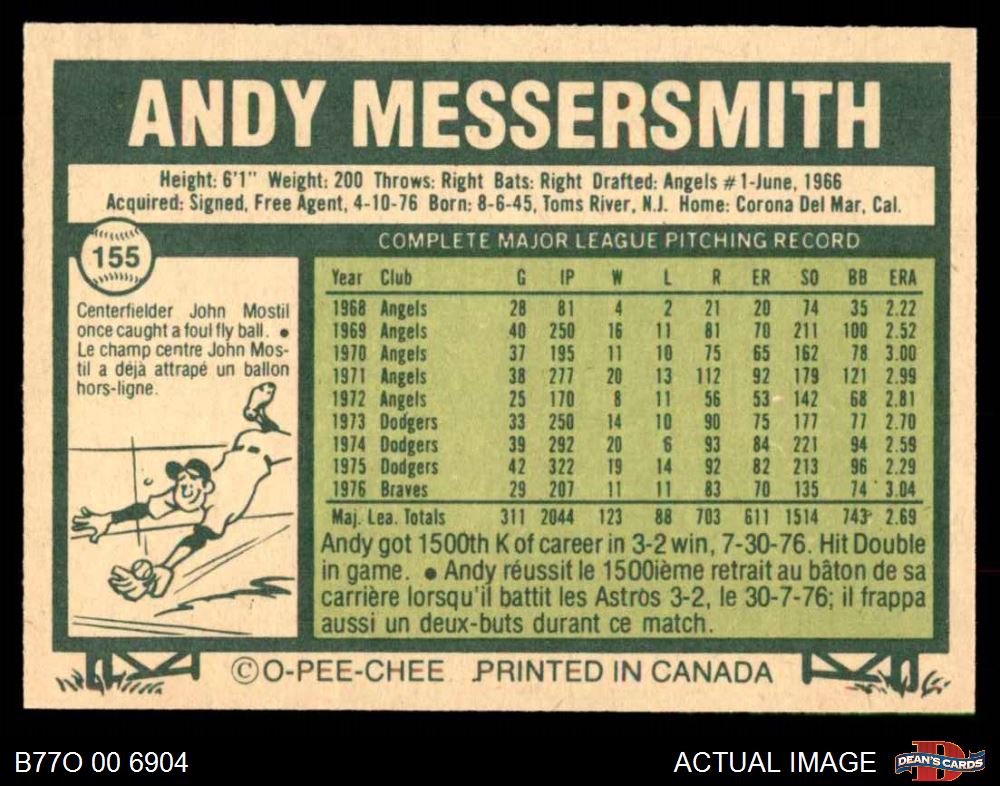 ANDY MESSERSMITH
Height: 6'1" Weight: 200 Throws: Right Bats: Right Drafted: Angels #1-June, 1966
Acquired: Signed, Free Agent, 4-10-76 Born: 8-6-45, Toms River, N.J. Home: Corona Del Mar, Cal.
155
Centerfielder John Mostil
once caught a foul fly ball. •
Le champ centre John Mos-
til a déjà attrapé un ballon
hors-ligne.
COMPLETE MAJOR LEAGUE PITCHING RECORD
Year Club G IP W L R ER SO BB ERA
1968 Angels 28 81 4 2 21 20 74 35 2.22
1969 Angels 40 250 16 11 81 70 211 100 2.52
1970 Angels 37 195 11 10 75 65 162 78 3.00
1971 Angels 38 277 20 13 112 92 179 121 2.99
1972 Angels 25 170 8 11 56 53 142 68 2.81
1973 Dodgers 33 250 14 10 90 75 177 77 2.70
1974 Dodgers 39 292 20 6 93 84 221 94 2.59
1975 Dodgers 42 322 19 14 92 82 213 96 2.29
1976 Braves 29 207 11 11 83 70 135 74 3.04
Maj. Lea. Totals 311 2044 123 88 703 611 1514 743 2.69
Andy got 1500th K of career in 3-2 win, 7-30-76. Hit Double
in game. • Andy réussit le 1500ième retrait au bâton de sa
carrière lorsqu'il battit les Astros 3-2, le 30-7-76; il frappa
aussi un deux-buts durant ce match.
©O-PEE-CHEE PRINTED IN CANADA
B77O 00 6904
ACTUAL IMAGE
DEAN'S CARDS